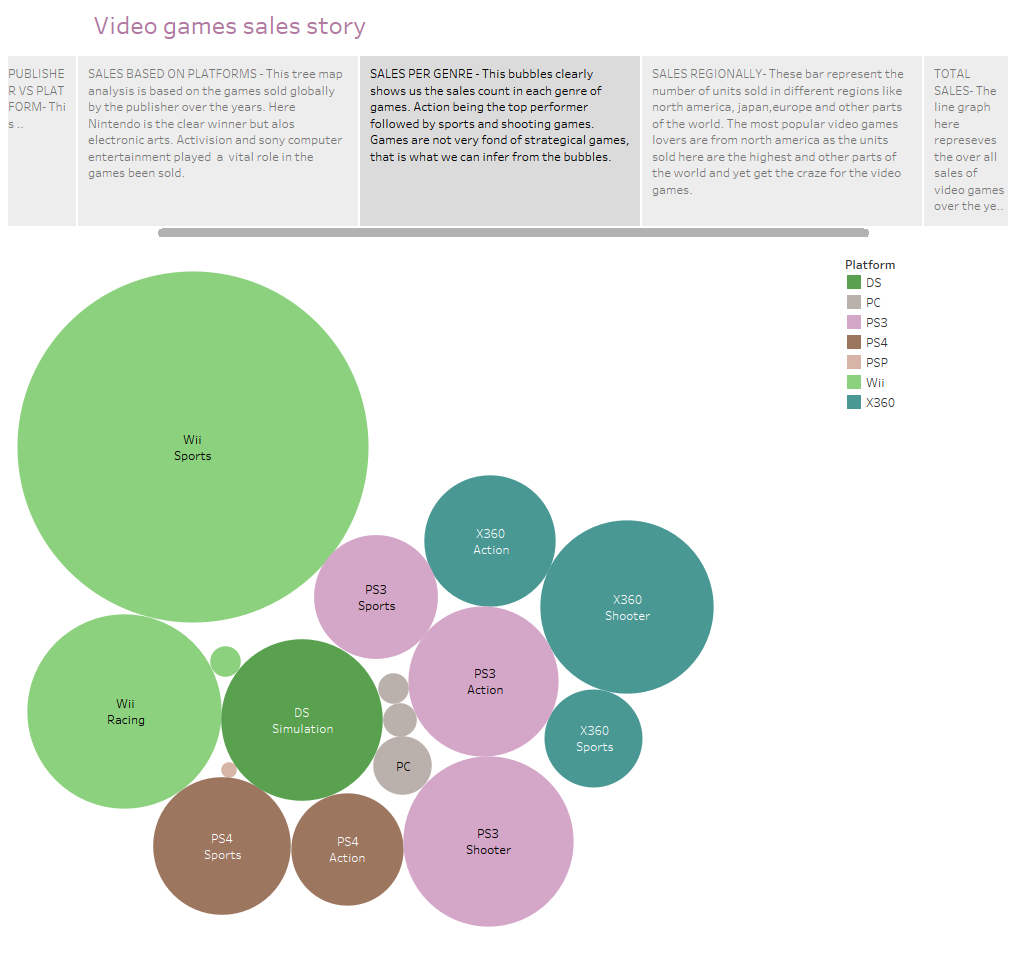 Video games sales story
PUBLISHE
R VS PLAT
FORM- Thi
s ..
SALES BASED ON PLATFORMS - This tree map
analysis is based on the games sold globally
by the publisher over the years. Here
Nintendo is the clear winner but alos
electronic arts. Activision and sony computer
entertainment played a vital role in the
games been sold.
SALES PER GENRE - This bubbles clearly
shows us the sales count in each genre of
games. Action being the top performer
followed by sports and shooting games.
Games are not very fond of strategical games,
that is what we can infer from the bubbles.
SALES REGIONALLY- These bar represent the
number of units sold in different regions like
north america, japan,europe and other parts
of the world. The most popular video games
lovers are from north america as the units
sold here are the highest and other parts of
the world and yet get the craze for the video
games.
TOTAL
SALES- The
line graph
here
represeves
the over all
sales of
video games
over the ye..
Platform
DS
PC
PS3
PS4
PSP
Wii
X360
Wii
Sports
X360
Action
PS3
Sports
X360
Shooter
PS3
Action
Wii
Racing
DS
Simulation
X360
Sports
PC
PS4
Sports
PS4
Action
PS3
Shooter